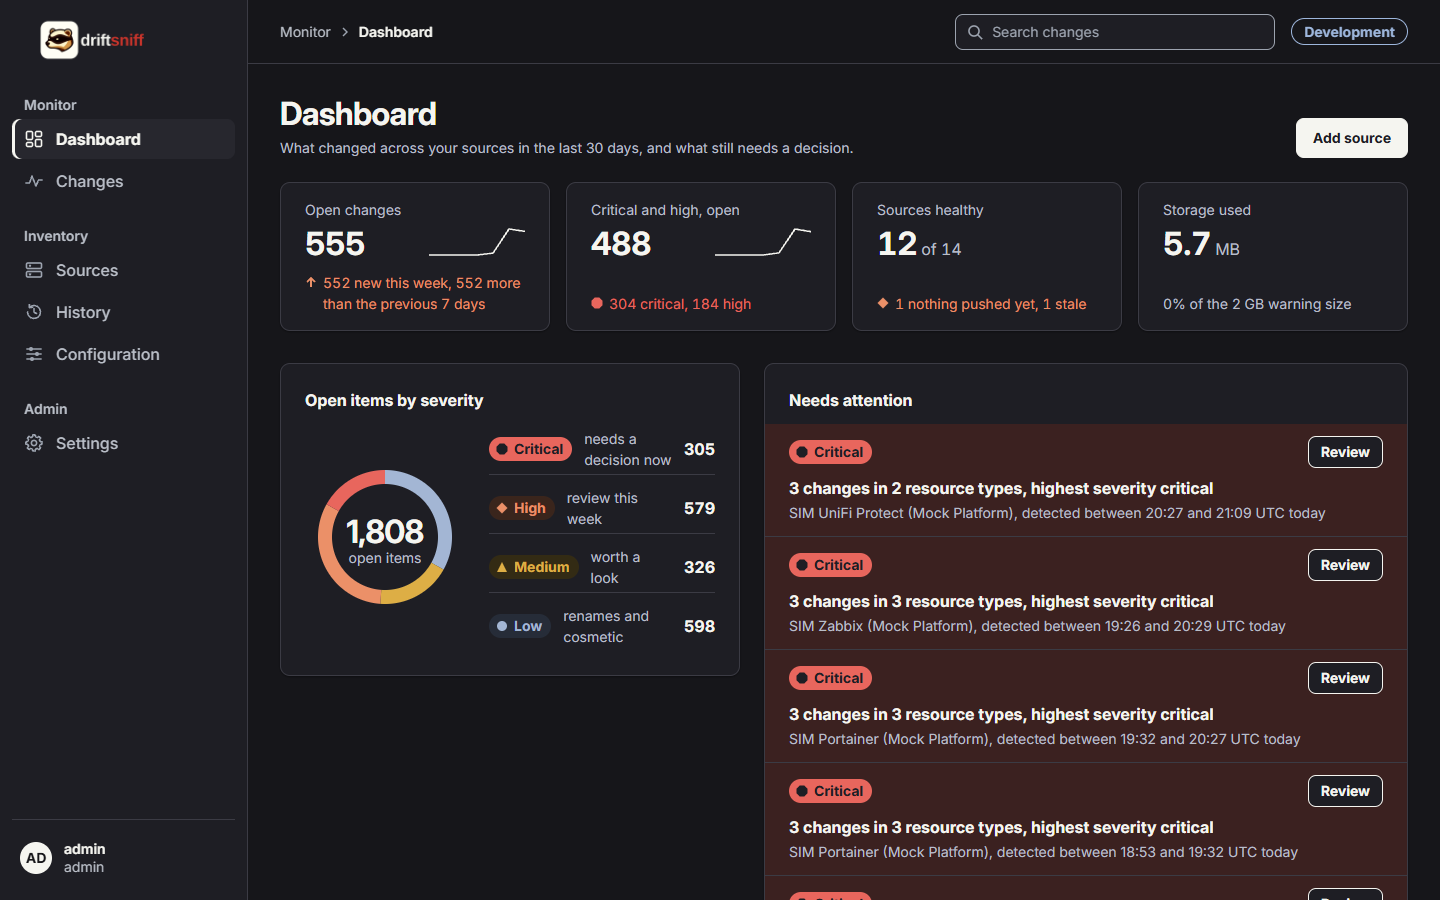 driftsniff
Monitor
Dashboard
Changes
Inventory
Sources
History
Configuration
Admin
Settings
AD
admin
admin
Monitor > Dashboard
Search changes
Development
Dashboard
What changed across your sources in the last 30 days, and what still needs a decision.
Add source
Open changes
555
↑ 552 new this week, 552 more
than the previous 7 days
Critical and high, open
488
304 critical, 184 high
Sources healthy
12 of 14
1 nothing pushed yet, 1 stale
Storage used
5.7 MB
0% of the 2 GB warning size
Open items by severity
1,808
open items
Critical needs a decision now 305
High review this week 579
Medium worth a look 326
Low renames and cosmetic 598
Needs attention
Critical
Review
3 changes in 2 resource types, highest severity critical
SIM UniFi Protect (Mock Platform), detected between 20:27 and 21:09 UTC today
Critical
Review
3 changes in 3 resource types, highest severity critical
SIM Zabbix (Mock Platform), detected between 19:26 and 20:29 UTC today
Critical
Review
3 changes in 3 resource types, highest severity critical
SIM Portainer (Mock Platform), detected between 19:32 and 20:27 UTC today
Critical
Review
3 changes in 3 resource types, highest severity critical
SIM Portainer (Mock Platform), detected between 18:53 and 19:32 UTC today